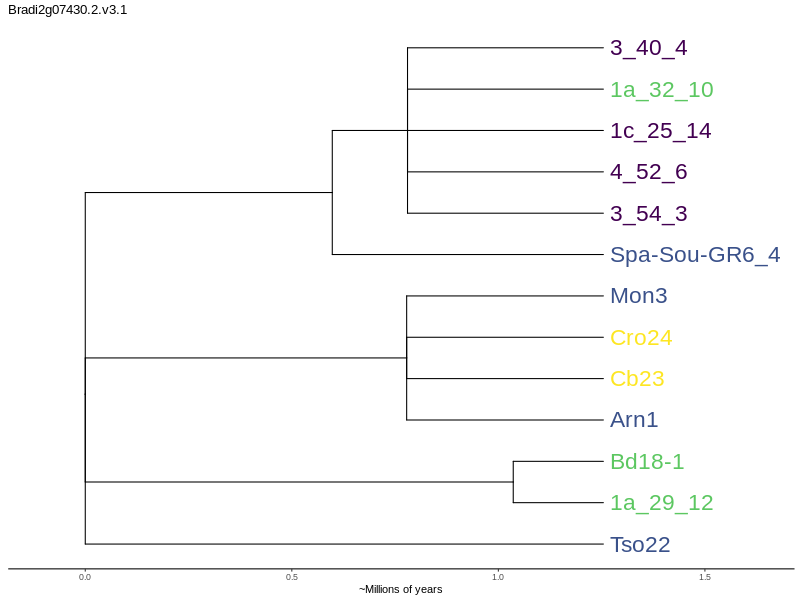 Bradi2g07430.2.v3.1
3_40_4
1a_32_10
1c_25_14
4_52_6
3_54_3
Spa-Sou-GR6_4
Mon3
Cro24
Cb23
Arn1
Bd18-1
1a_29_12
Tso22
0.0 0.5 1.0 1.5
~Millions of years